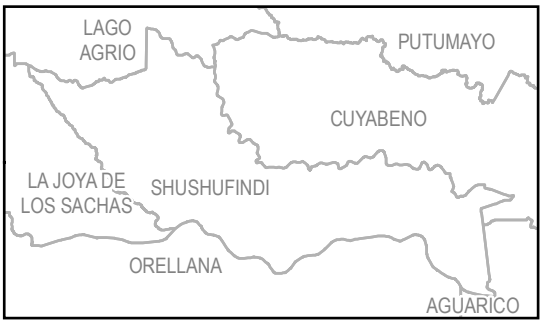 LAGO
AGRIO
PUTUMAYO
CUYABENO
LA JOYA DE
LOS SACHAS
SHUSHUFINDI
ORELLANA
AGUARICO